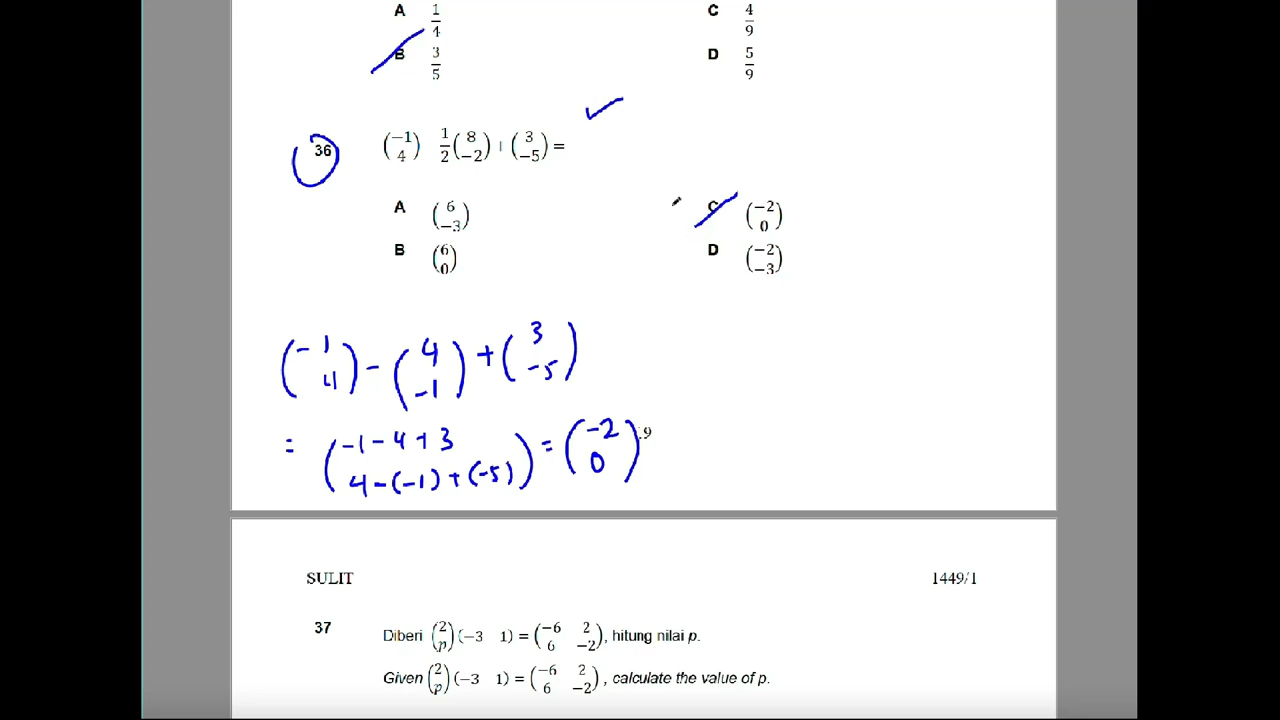 A 1/4 C 4/9
B 3/5 D 5/9
36 (−1 4) 1/2 (8 −2) + (3 −5) =
A (6 −3) C (−2 0)
B (6 0) D (−2 −3)
(−1 4) − (4 −1) + (3 −5)
= (−1 − 4 + 3 4 − (−1) + (−5)) = (−2 0) 9
SULIT 1449/1
37 Diberi (2 p) (−3 1) = (−6 2 6 −2), hitung nilai p.
Given (2 p) (−3 1) = (−6 2 6 −2), calculate the value of p.